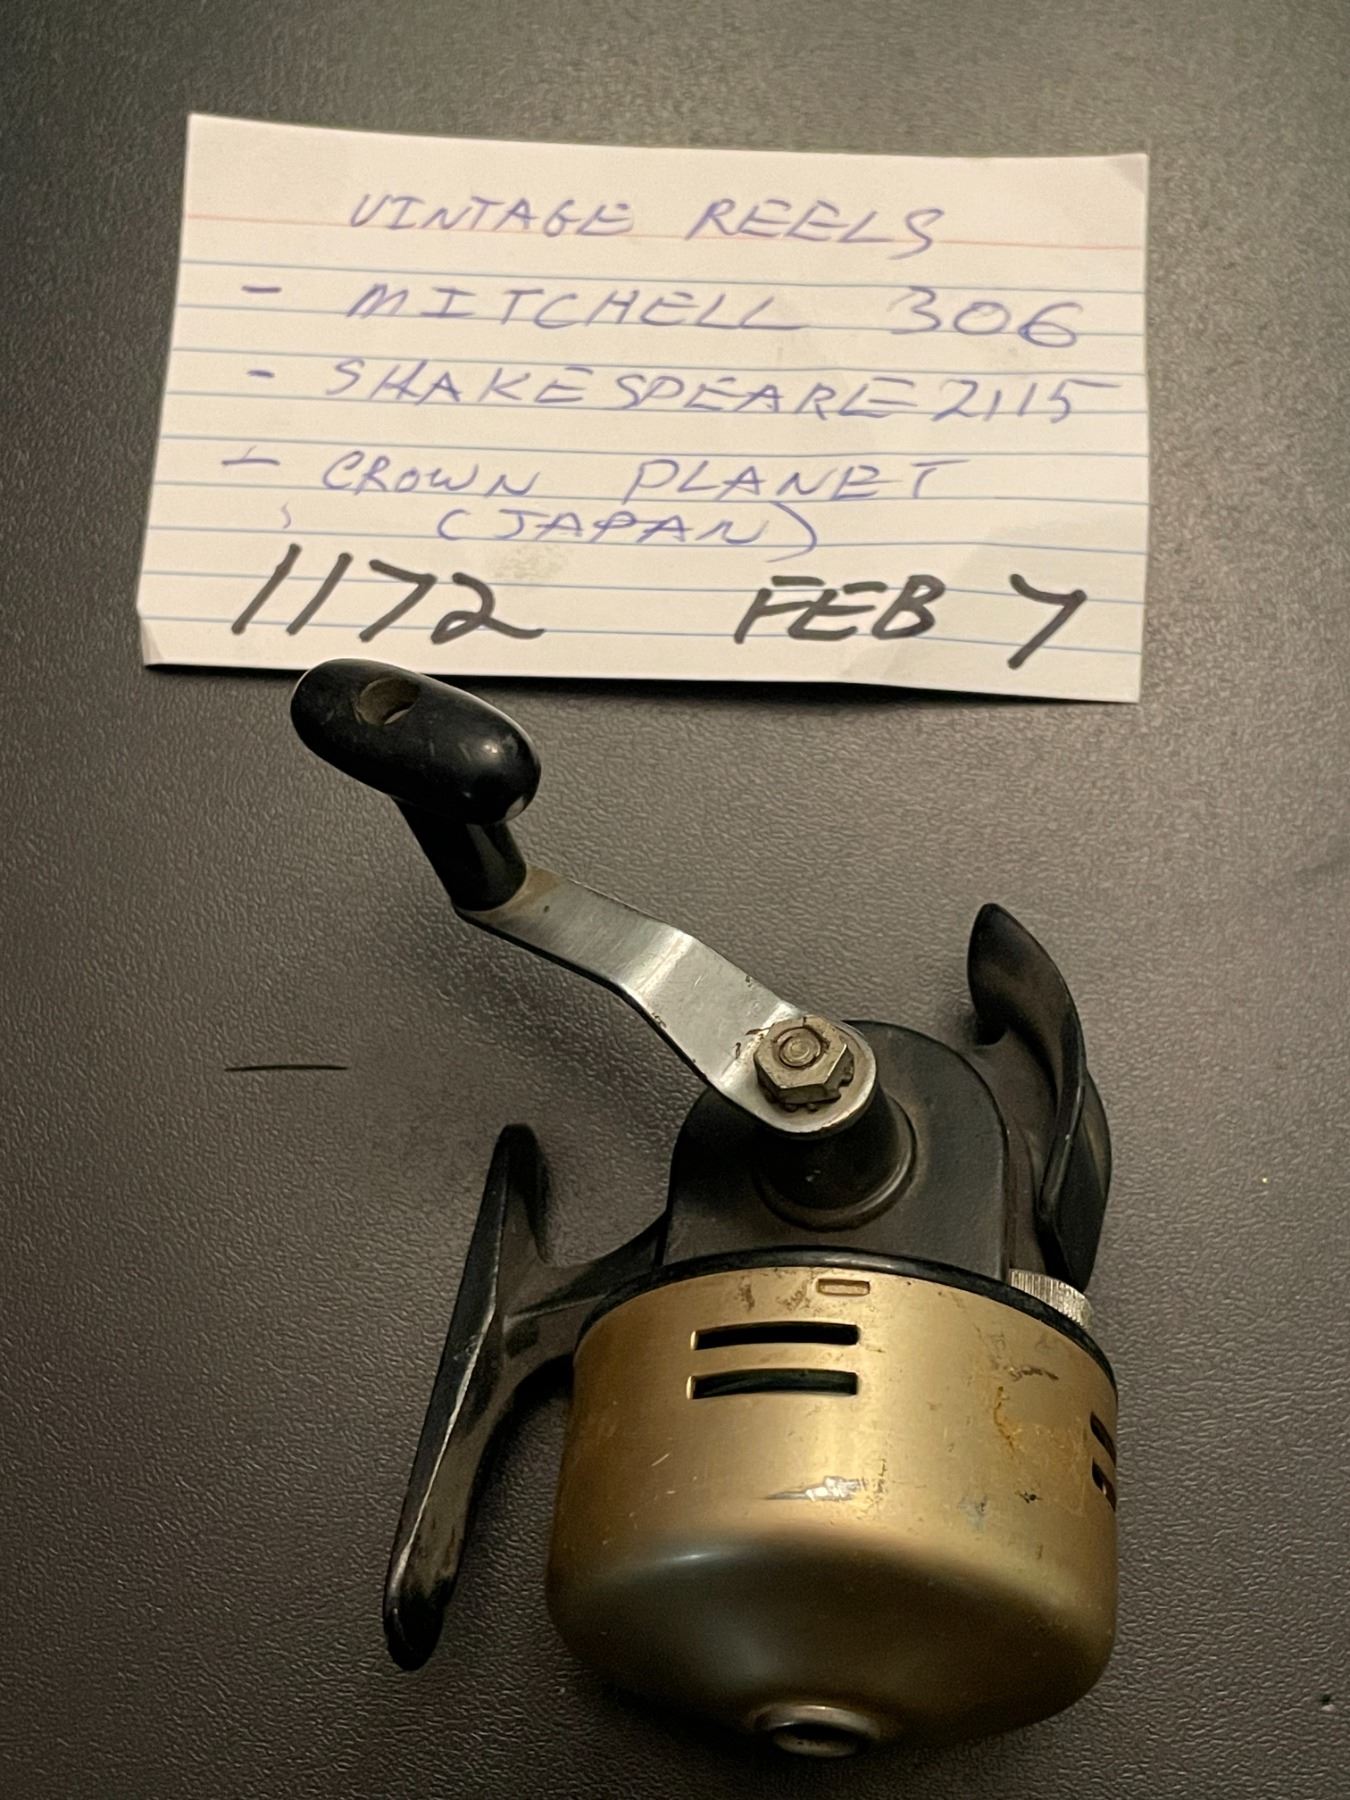 VINTAGE REELS
- MITCHELL 306
- SHAKESPEARE 2115
- CROWN PLANET
(JAPAN)
1172 FEB 7